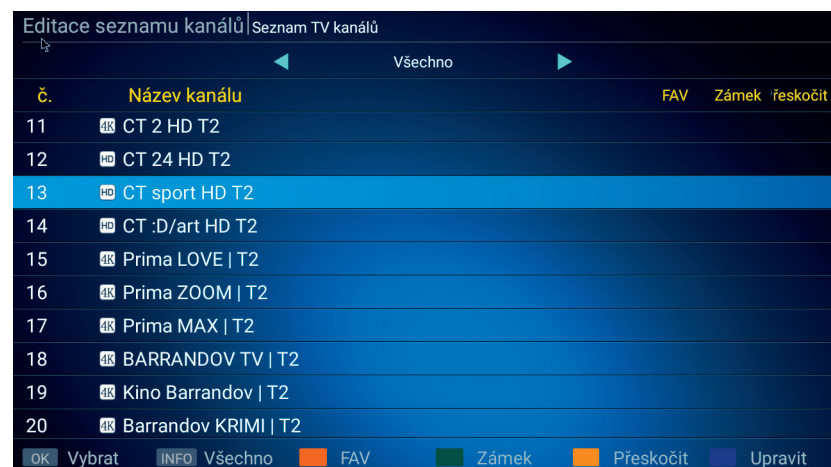 Editace seznamu kanálů|Seznam TV kanálů
Všechno
č. Název kanálu FAV Zámek řeskočit
11 4K CT 2 HD T2
12 HD CT 24 HD T2
13 HD CT sport HD T2
14 HD CT :D/art HD T2
15 4K Prima LOVE | T2
16 4K Prima ZOOM | T2
17 4K Prima MAX | T2
18 4K BARRANDOV TV | T2
19 4K Kino Barrandov | T2
20 4K Barrandov KRIMI | T2
OK Vybrat INFO Všechno FAV Zámek Přeskočit Upravit